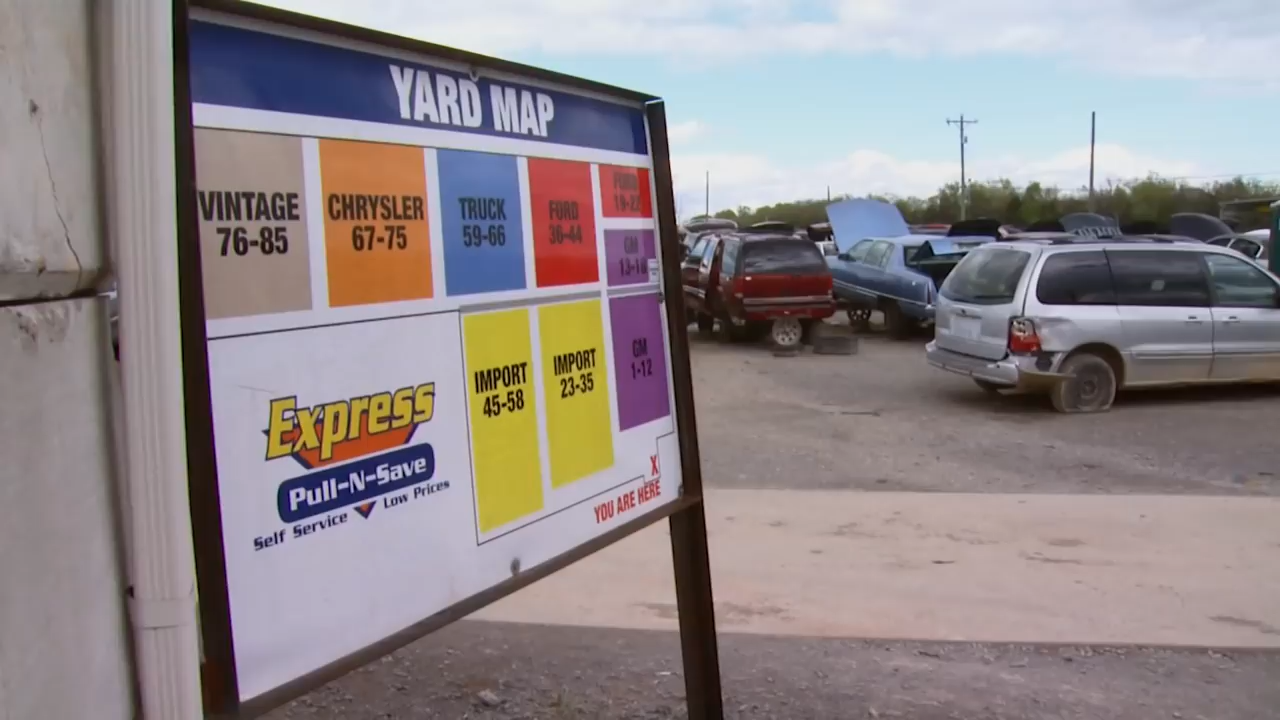 YARD MAP
VINTAGE
76-85
CHRYSLER
67-75
TRUCK
59-66
FORD
36-44
FORD
19-22
GM
13-18
GM
1-12
IMPORT
45-58
IMPORT
23-35
Express
Pull-N-Save
Self Service Low Prices
X
YOU ARE HERE